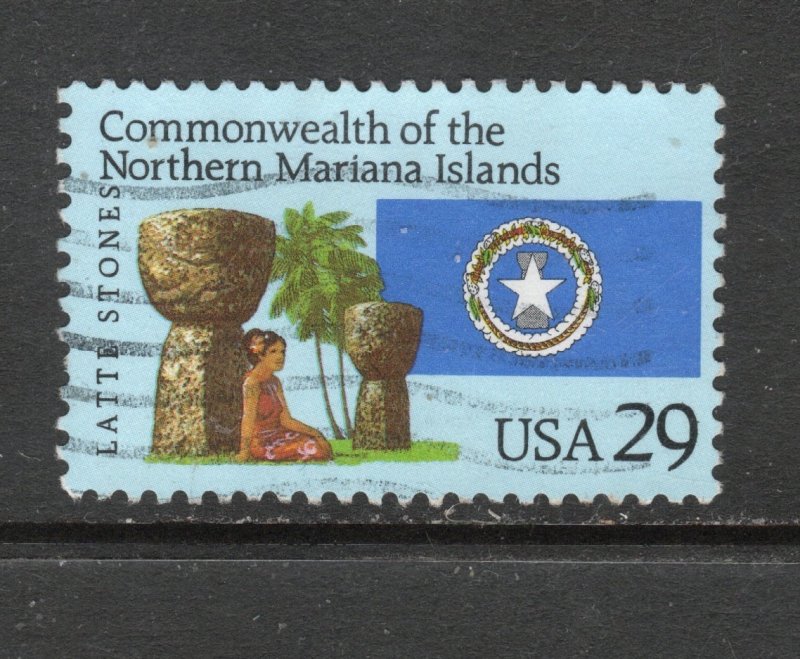 Commonwealth of the
Northern Mariana Islands
LATTE STONES
USA 29